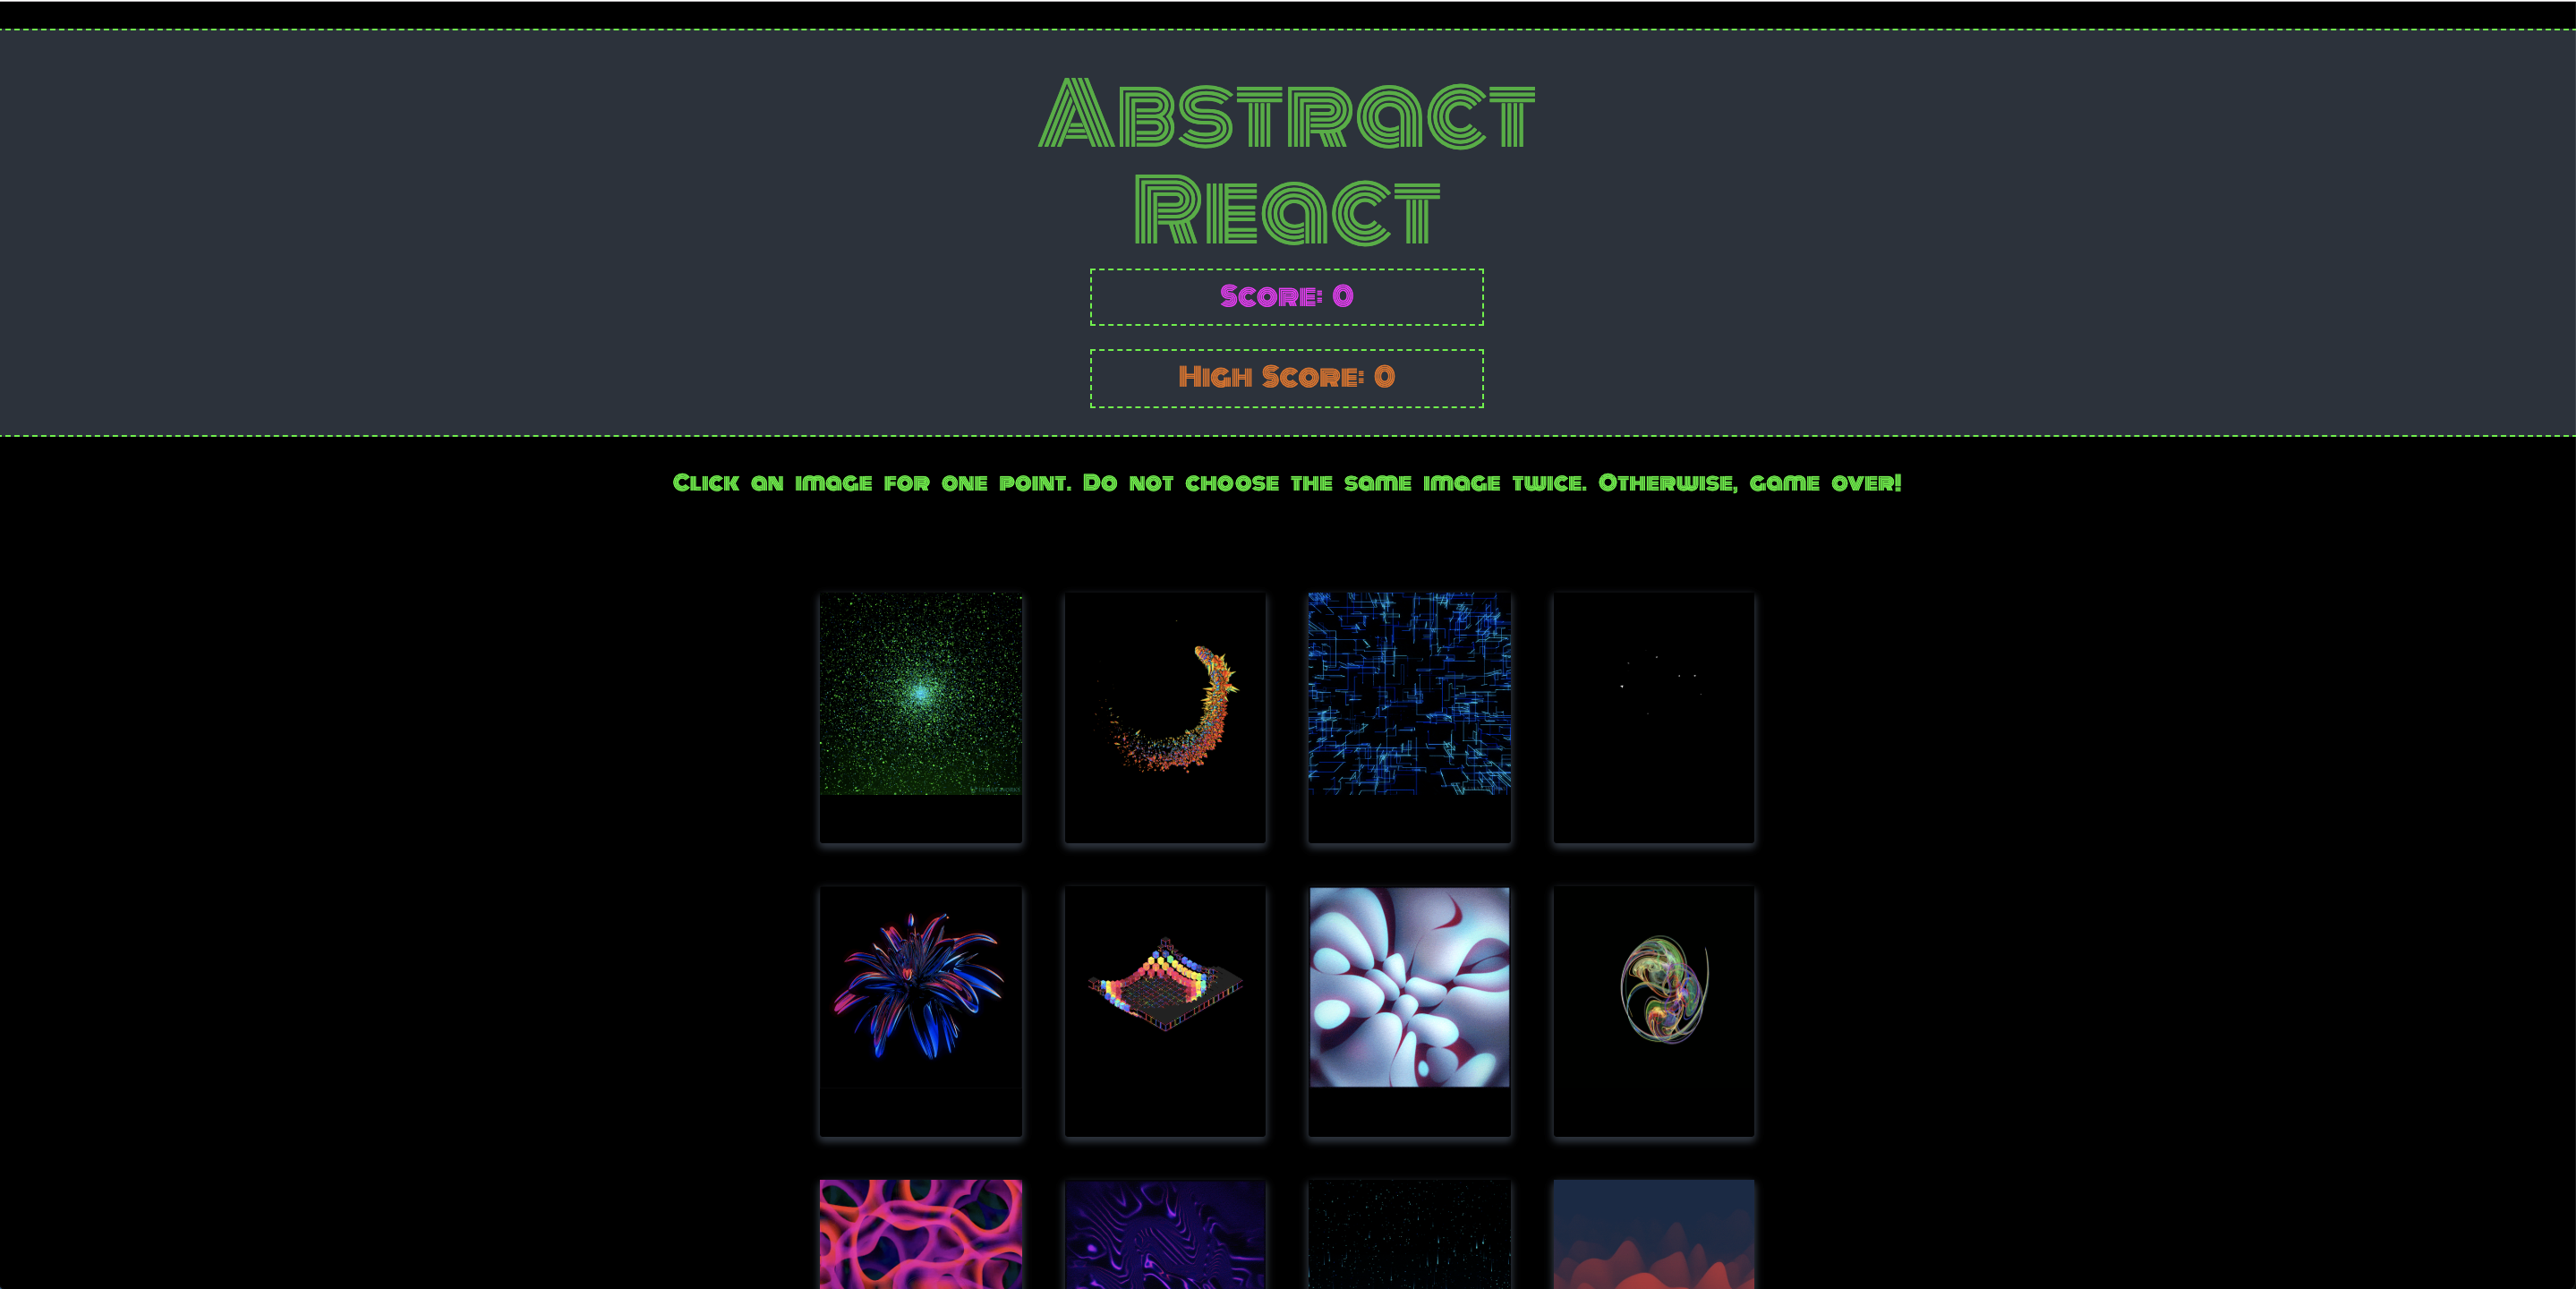 Abstract
React
Score: 0
High Score: 0
Click an image for one point. Do not choose the same image twice. Otherwise, game over!